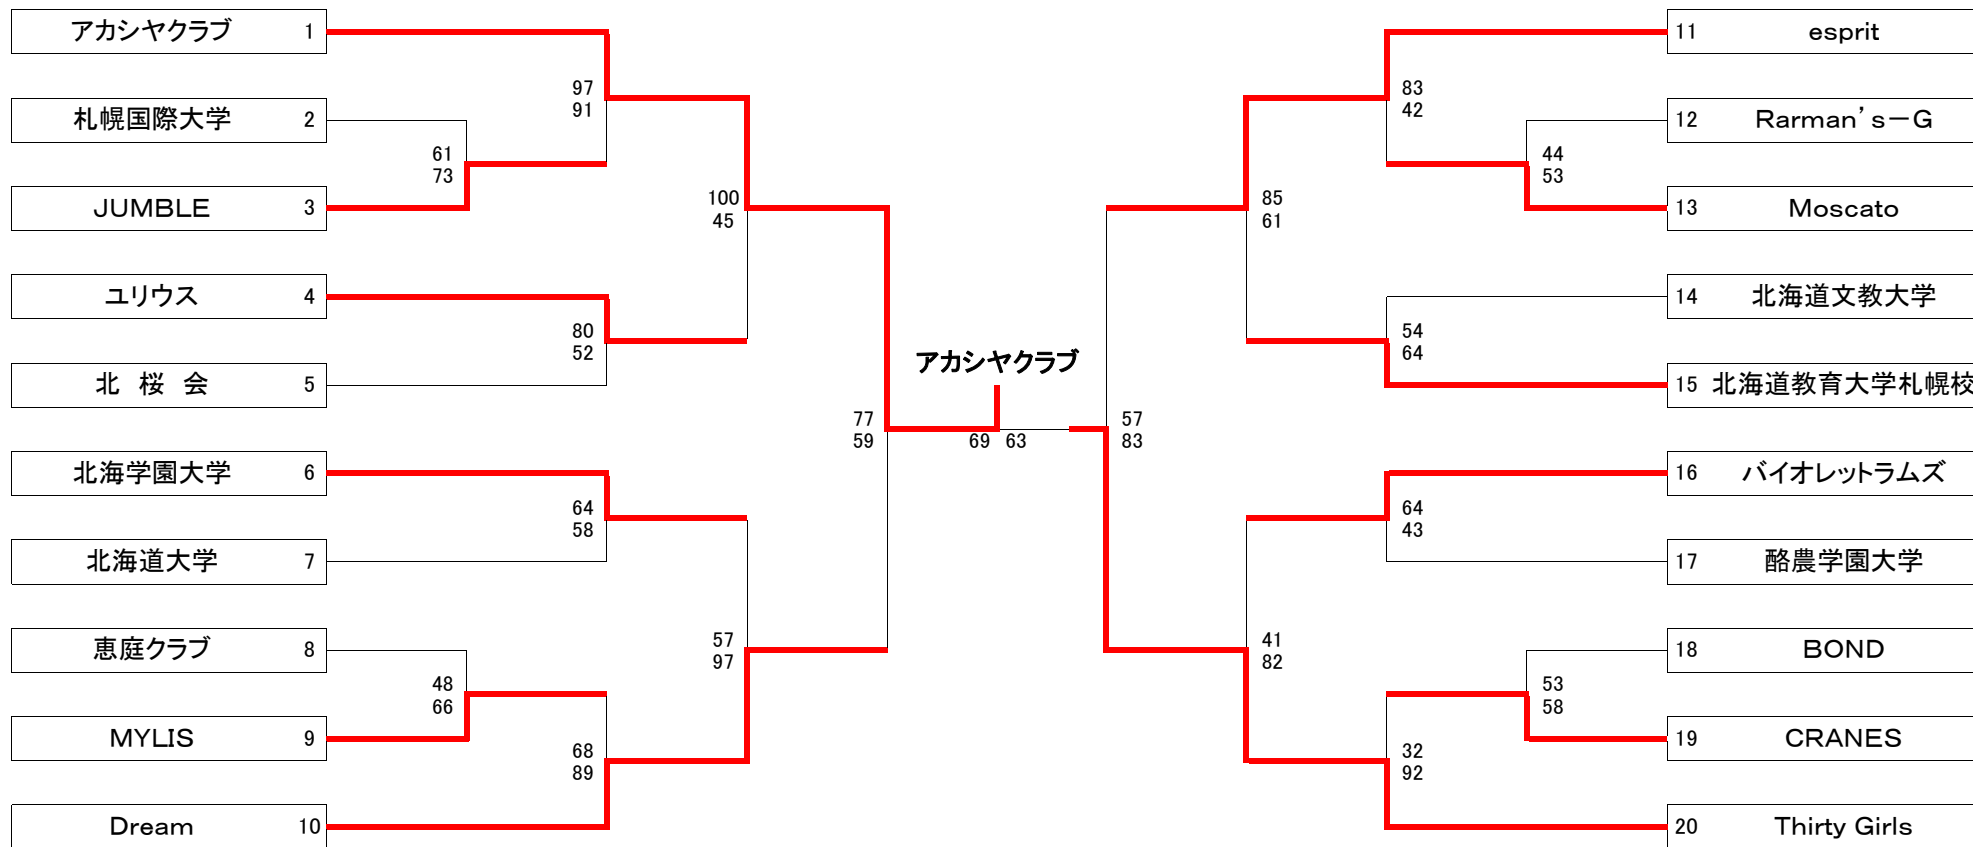 アカシヤクラブ 1
札幌国際大学 2
JUMBLE 3
ユリウス 4
北 桜 会 5
北海学園大学 6
北海道大学 7
恵庭クラブ 8
MYLIS 9
Dream 10
97
91
61
73
80
52
64
58
48
66
68
89
100
45
57
97
77
59
アカシヤクラブ
69 63
57
83
85
61
41
82
83
42
44
53
54
64
64
43
53
58
32
92
11 esprit
12 Rarman's-G
13 Moscato
14 北海道文教大学
15 北海道教育大学札幌校
16 バイオレットラムズ
17 酪農学園大学
18 BOND
19 CRANES
20 Thirty Girls